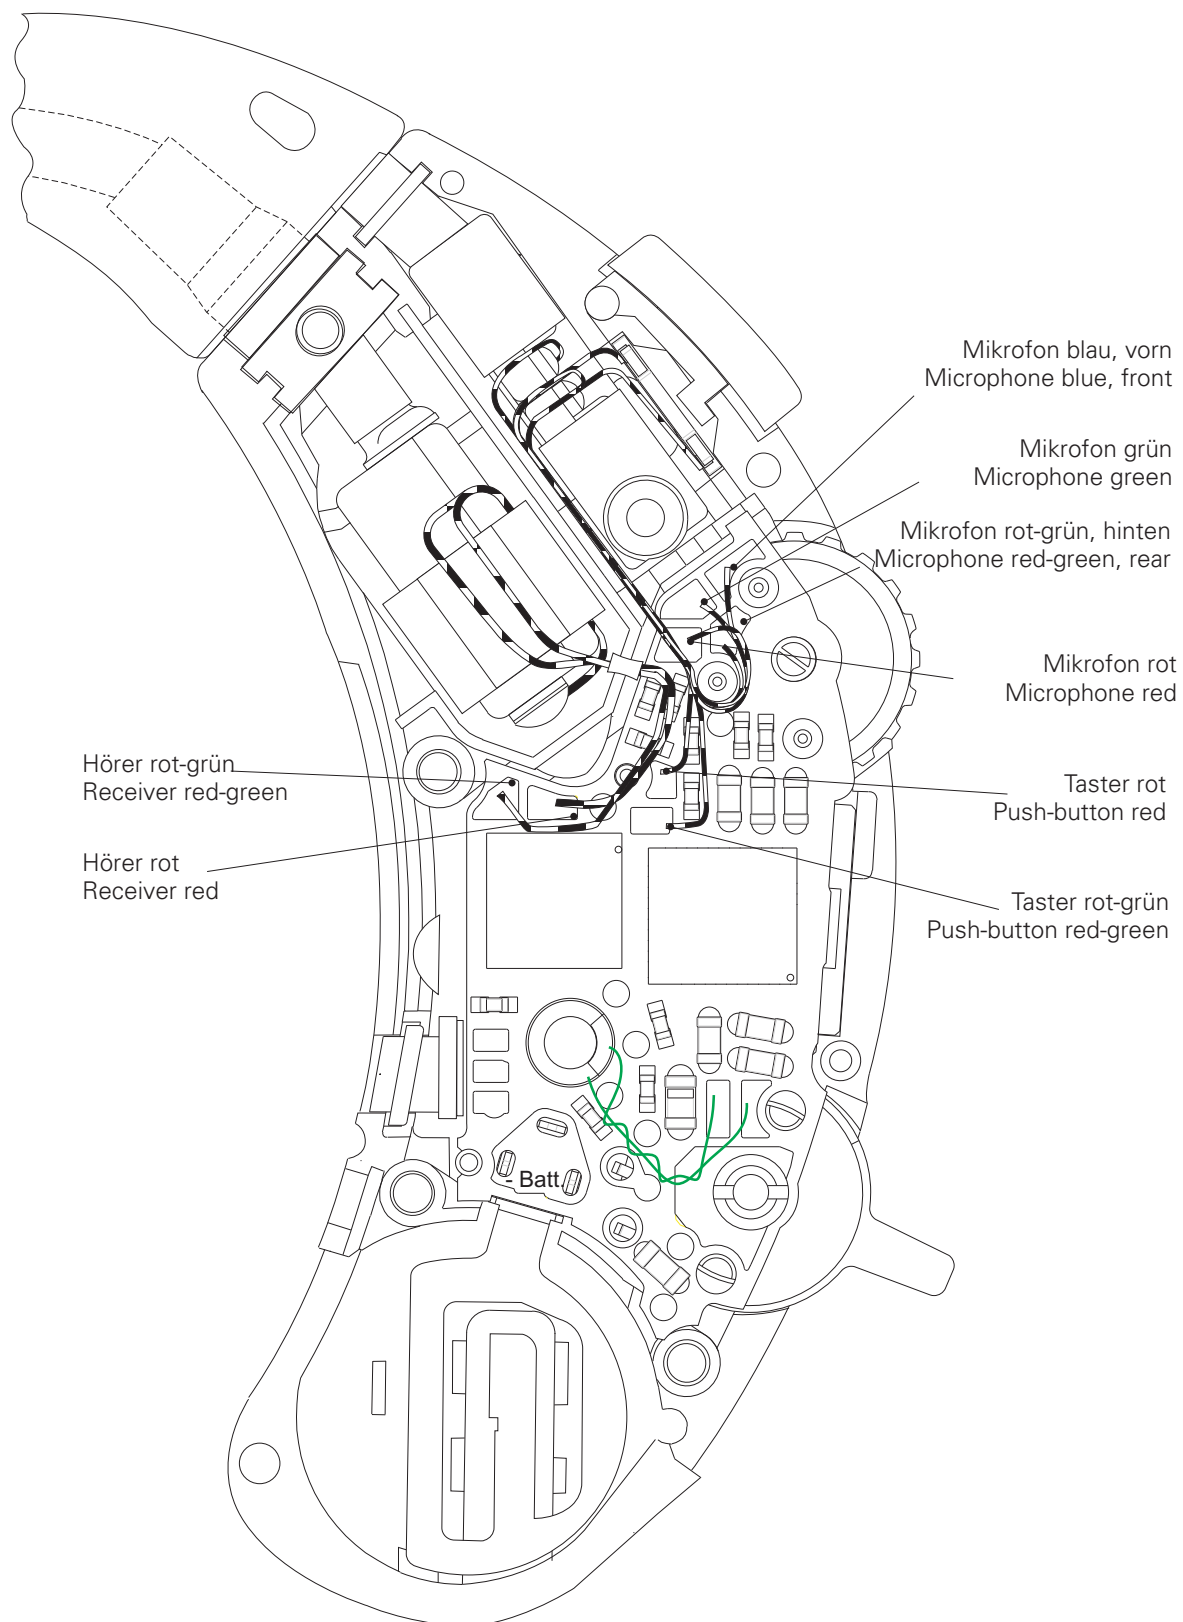 Mikrofon blau, vorn
Microphone blue, front
Mikrofon grün
Microphone green
Mikrofon rot-grün, hinten
Microphone red-green, rear
Mikrofon rot
Microphone red
Hörer rot-grün
Receiver red-green
Taster rot
Push-button red
Hörer rot
Receiver red
Taster rot-grün
Push-button red-green
- Batt.